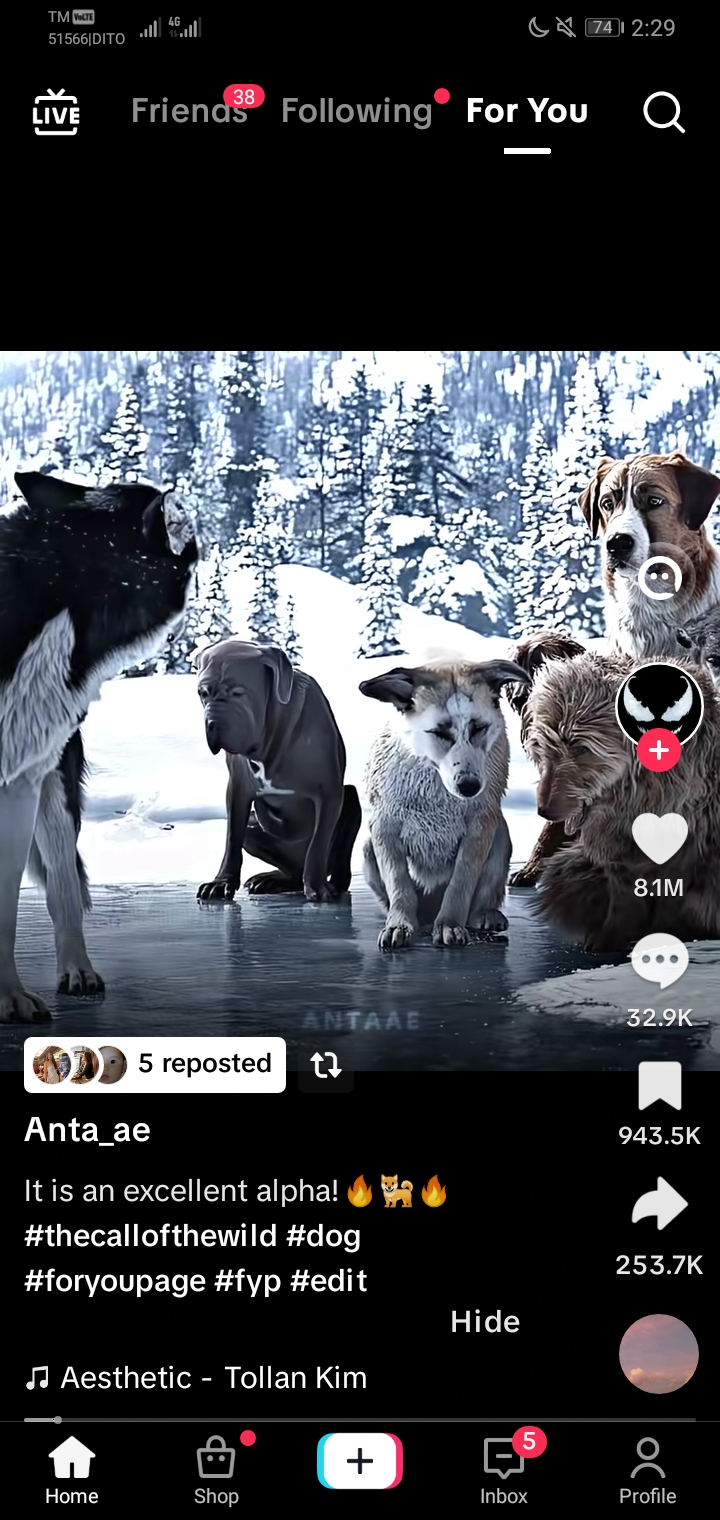 TM VoLTE
51566|DITO
4G
74 2:29
LIVE
Friends 38 Following For You
8.1M
32.9K
ANTAAE
5 reposted
Anta_ae
943.5K
It is an excellent alpha!🔥🐕🔥
#thecallofthewild #dog
#foryoupage #fyp #edit
253.7K
Hide
Aesthetic - Tollan Kim
5
Home Shop Inbox Profile